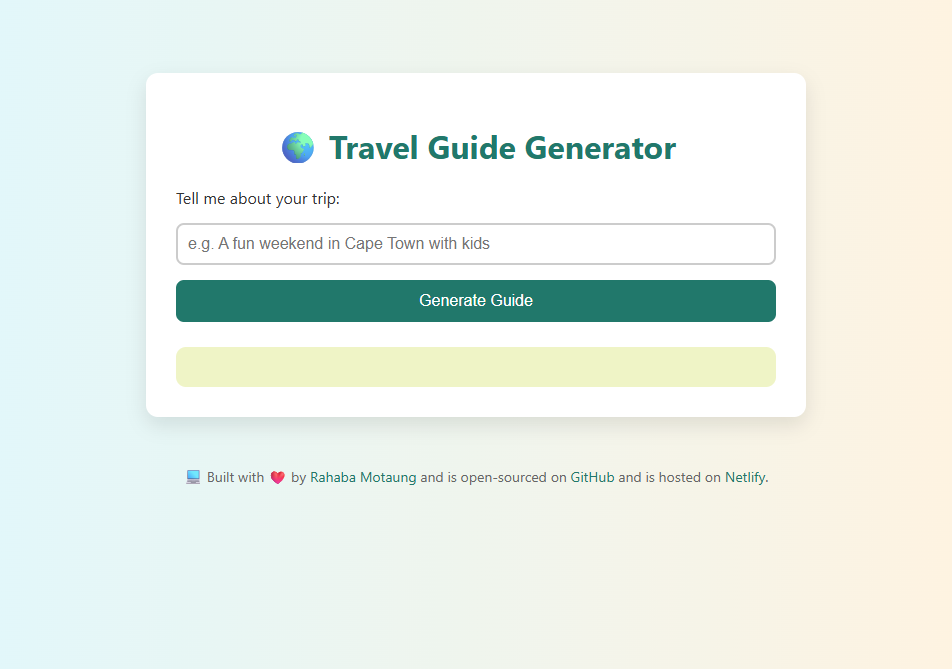 🌍 Travel Guide Generator
Tell me about your trip:
e.g. A fun weekend in Cape Town with kids
Generate Guide
💻 Built with ❤️ by Rahaba Motaung and is open-sourced on GitHub and is hosted on Netlify.